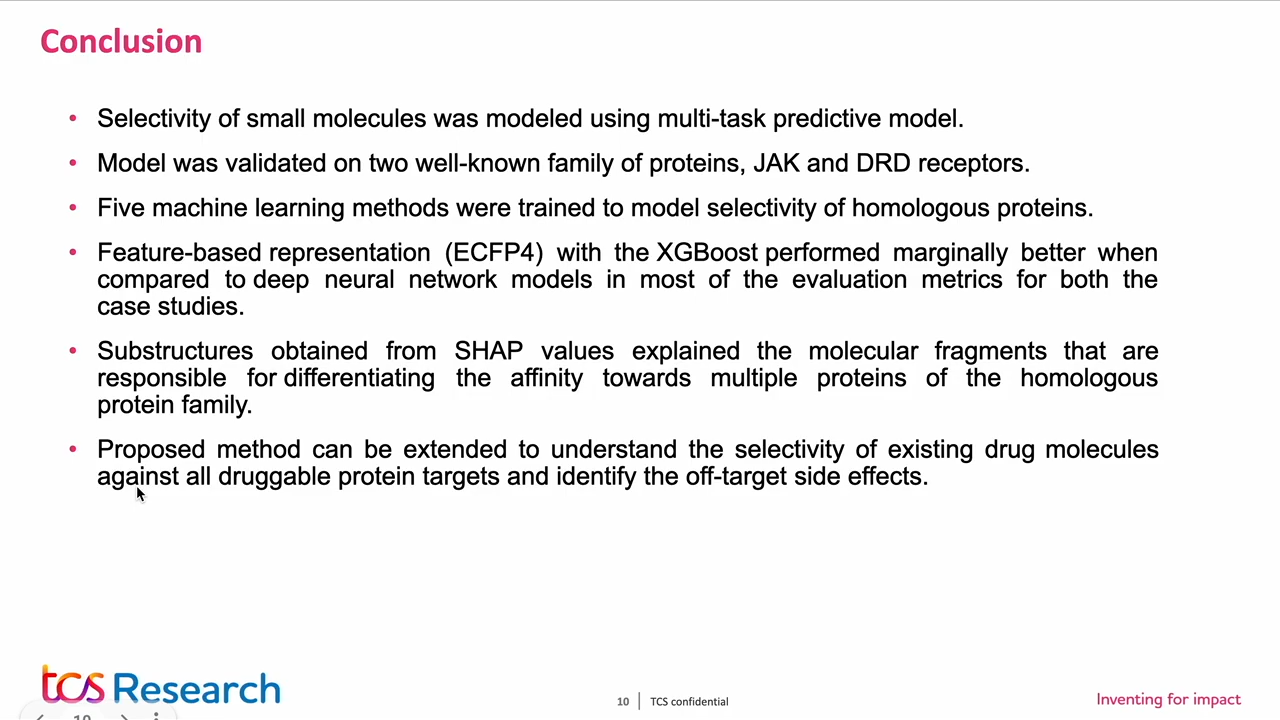 Conclusion
• Selectivity of small molecules was modeled using multi-task predictive model.
• Model was validated on two well-known family of proteins, JAK and DRD receptors.
• Five machine learning methods were trained to model selectivity of homologous proteins.
• Feature-based representation (ECFP4) with the XGBoost performed marginally better when
compared to deep neural network models in most of the evaluation metrics for both the
case studies.
• Substructures obtained from SHAP values explained the molecular fragments that are
responsible for differentiating the affinity towards multiple proteins of the homologous
protein family.
• Proposed method can be extended to understand the selectivity of existing drug molecules
against all druggable protein targets and identify the off-target side effects.
tcs Research
10 | TCS confidential
Inventing for impact
10